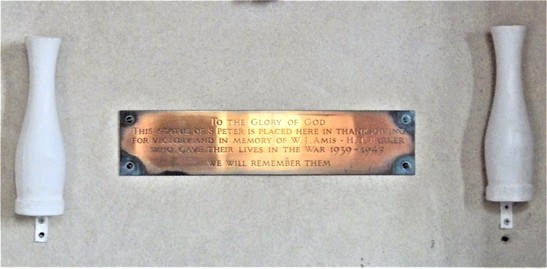 TO THE GLORY OF GOD
THIS STATUE OF S. PETER IS PLACED HERE IN THANKSGIVING
FOR VICTORY AND IN MEMORY OF W. J. AMIS - H.
WHO GAVE THEIR LIVES IN THE WAR 1939-1945
WE WILL REMEMBER THEM